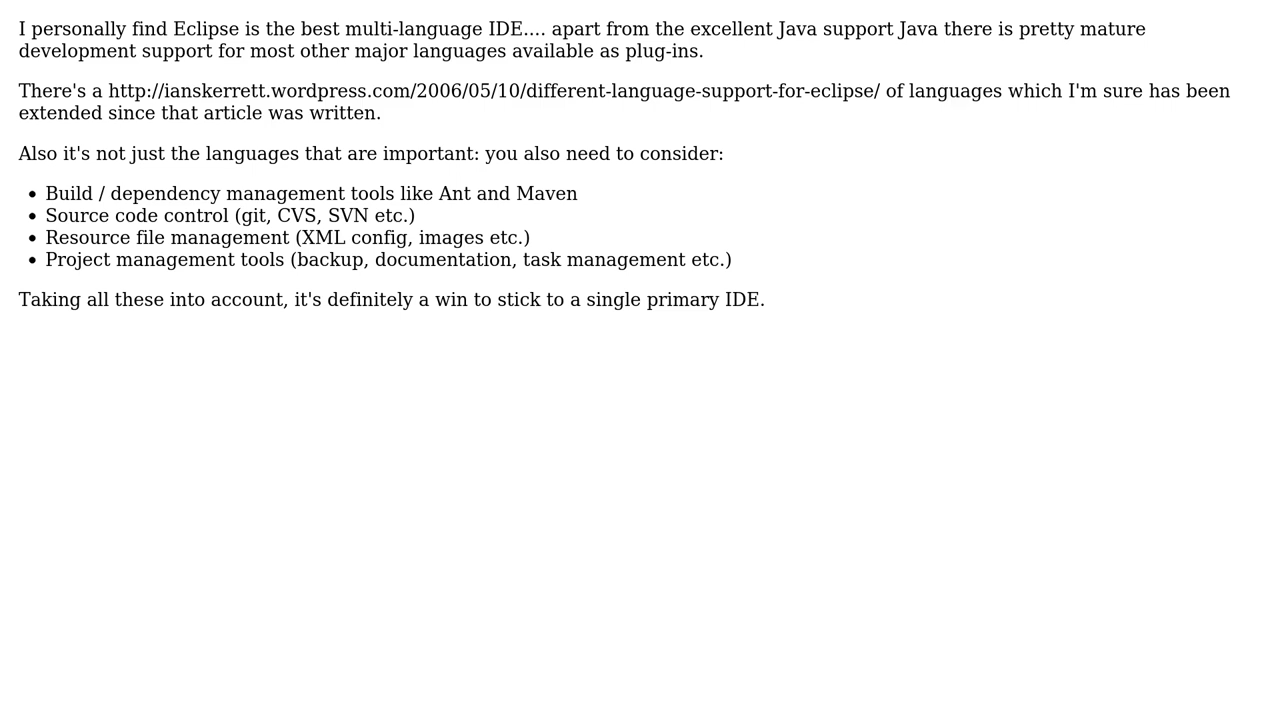 I personally find Eclipse is the best multi-language IDE.... apart from the excellent Java support Java there is pretty mature
development support for most other major languages available as plug-ins.
There's a http://ianskerrett.wordpress.com/2006/05/10/different-language-support-for-eclipse/ of languages which I'm sure has been
extended since that article was written.
Also it's not just the languages that are important: you also need to consider:
• Build / dependency management tools like Ant and Maven
• Source code control (git, CVS, SVN etc.)
• Resource file management (XML config, images etc.)
• Project management tools (backup, documentation, task management etc.)
Taking all these into account, it's definitely a win to stick to a single primary IDE.